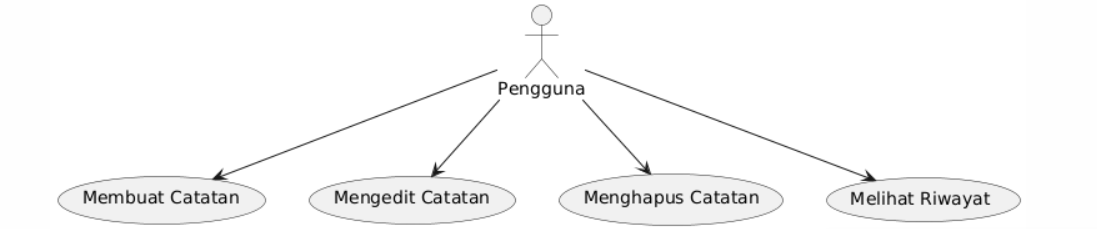 Pengguna
Membuat Catatan
Mengedit Catatan
Menghapus Catatan
Melihat Riwayat